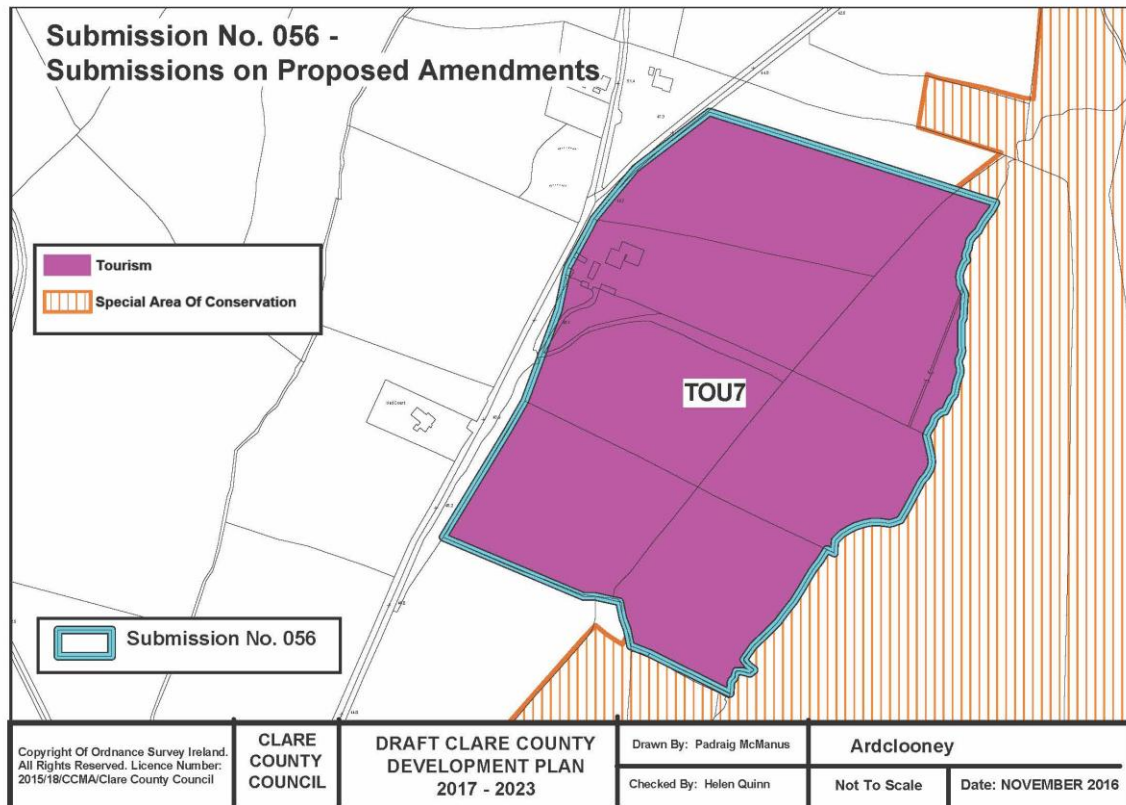 Submission No. 056 -
Submissions on Proposed Amendments
Tourism
Special Area Of Conservation
TOU7
Submission No. 056
Copyright Of Ordnance Survey Ireland.
All Rights Reserved. Licence Number:
2015/18/CCMA/Clare County Council
CLARE
COUNTY
COUNCIL
DRAFT CLARE COUNTY
DEVELOPMENT PLAN
2017 - 2023
Drawn By: Padraig McManus
Checked By: Helen Quinn
Ardclooney
Not To Scale
Date: NOVEMBER 2016